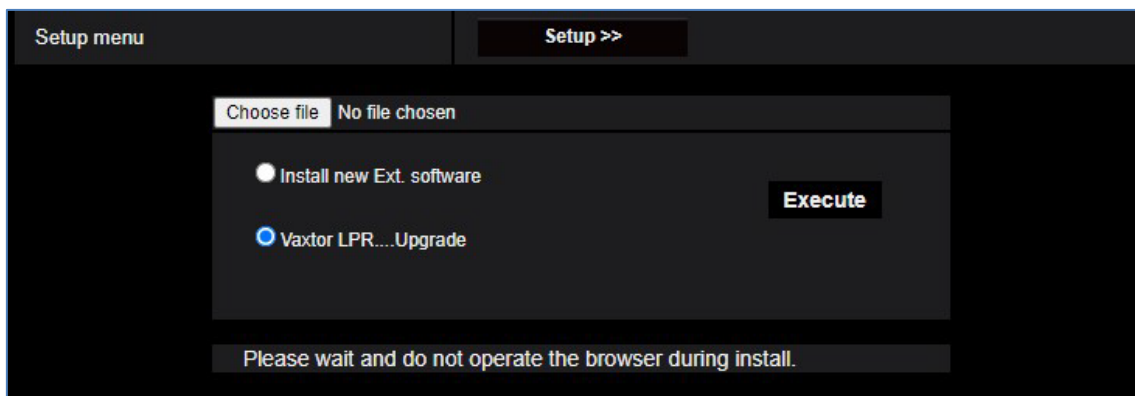 Setup menu
Setup >>
Choose file No file chosen
Install new Ext. software
Execute
Vaxtor LPR....Upgrade
Please wait and do not operate the browser during install.